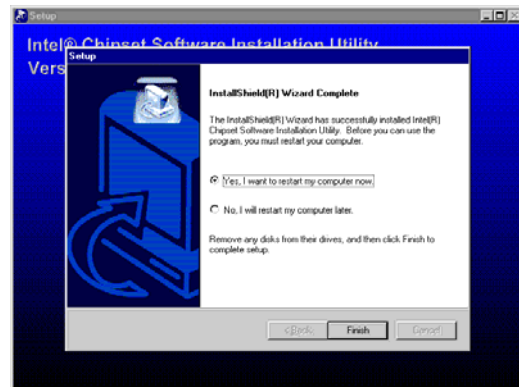 Setup
Intel® Chipset Software Installation Utility
Vers
Setup
InstallShield(R) Wizard Complete
The InstallShield(R) Wizard has successfully installed Intel(R)
Chipset Software Installation Utility. Before you can use the
program, you must restart your computer.
Yes, I want to restart my computer now.
No, I will restart my computer later.
Remove any disks from their drives, and then click Finish to
complete setup.
< Back Finish Cancel